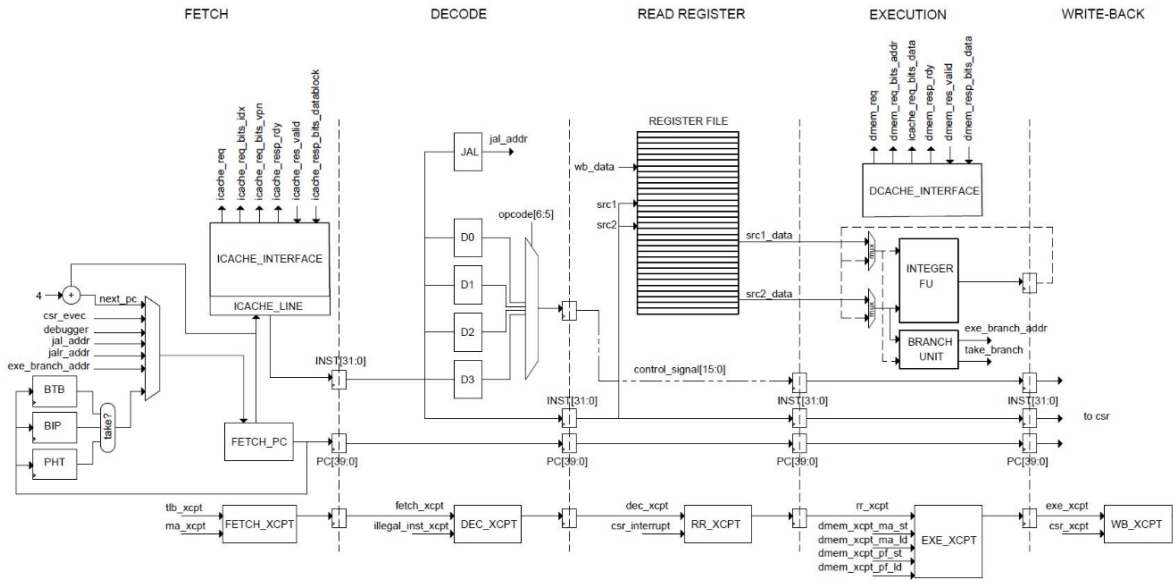 FETCH
DECODE
READ REGISTER
EXECUTION
WRITE-BACK
icache_req
icache_req_bits_idx
icache_req_bits_vpn
icache_resp_rdy
icache_res_valid
icache_resp_bits_datablock
ICACHE_INTERFACE
ICACHE_LINE
4
+
next_pc
csr_evec
debugger
jal_addr
jalr_addr
exe_branch_addr
BTB
BIP
PHT
take?
FETCH_PC
INST[31:0]
PC[39:0]
tlb_xcpt
ma_xcpt
FETCH_XCPT
JAL
jal_addr
opcode[6:5]
D0
D1
D2
D3
INST[31:0]
PC[39:0]
fetch_xcpt
illegal_inst_xcpt
DEC_XCPT
REGISTER FILE
wb_data
src1
src2
src1_data
src2_data
control_signal[15:0]
INST[31:0]
PC[39:0]
dec_xcpt
csr_interrupt
RR_XCPT
dmem_req
dmem_req_bits_addr
icache_req_bits_data
dmem_resp_rdy
dmem_res_valid
dmem_resp_bits_data
DCACHE_INTERFACE
mux
mux
INTEGER
FU
BRANCH
UNIT
exe_branch_addr
take_branch
INST[31:0]
PC[39:0]
to csr
rr_xcpt
dmem_xcpt_ma_st
dmem_xcpt_ma_ld
dmem_xcpt_pf_st
dmem_xcpt_pf_ld
EXE_XCPT
exe_xcpt
csr_xcpt
WB_XCPT